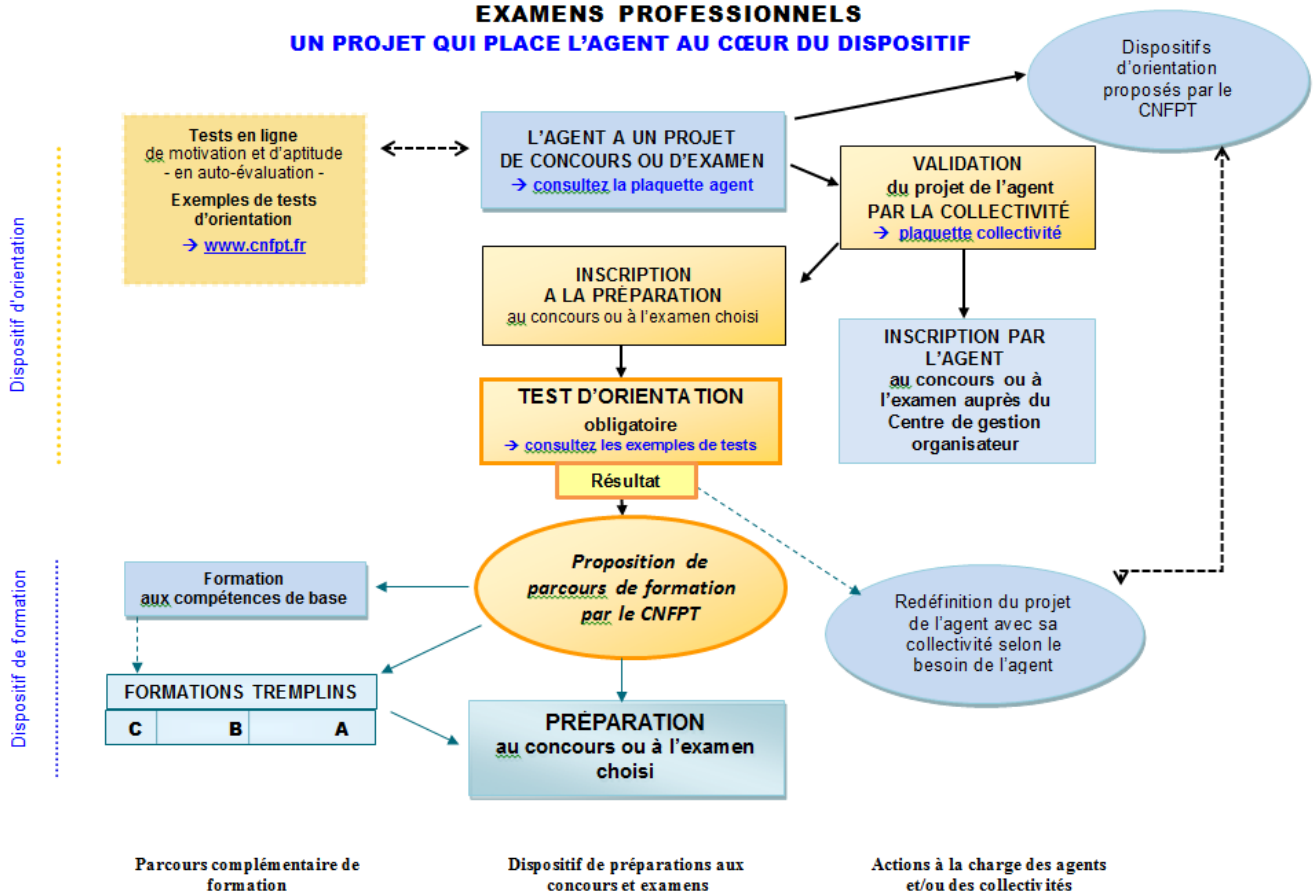 EXAMENS PROFESSIONNELS
UN PROJET QUI PLACE L'AGENT AU CŒUR DU DISPOSITIF
Dispositifs
d'orientation
proposés par le
CNFPT
Tests en ligne
de motivation et d'aptitude
- en auto-évaluation -
Exemples de tests
d'orientation
→ www.cnfpt.fr
L'AGENT A UN PROJET
DE CONCOURS OU D'EXAMEN
→ consultez la plaquette agent
VALIDATION
du projet de l'agent
PAR LA COLLECTIVITÉ
→ plaquette collectivité
Dispositif d'orientation
INSCRIPTION
A LA PRÉPARATION
au concours ou à l'examen choisi
INSCRIPTION PAR
L'AGENT
au concours ou à
l'examen auprès du
Centre de gestion
organisateur
TEST D'ORIENTATION
obligatoire
→ consultez les exemples de tests
Résultat
Dispositif de formation
Proposition de
parcours de formation
par le CNFPT
Formation
aux compétences de base
Redéfinition du projet
de l'agent avec sa
collectivité selon le
besoin de l'agent
FORMATIONS TREMPLINS
C B A
PRÉPARATION
au concours ou à l'examen
choisi
Parcours complémentaire de
formation
Dispositif de préparations aux
concours et examens
Actions à la charge des agents
et/ou des collectivités